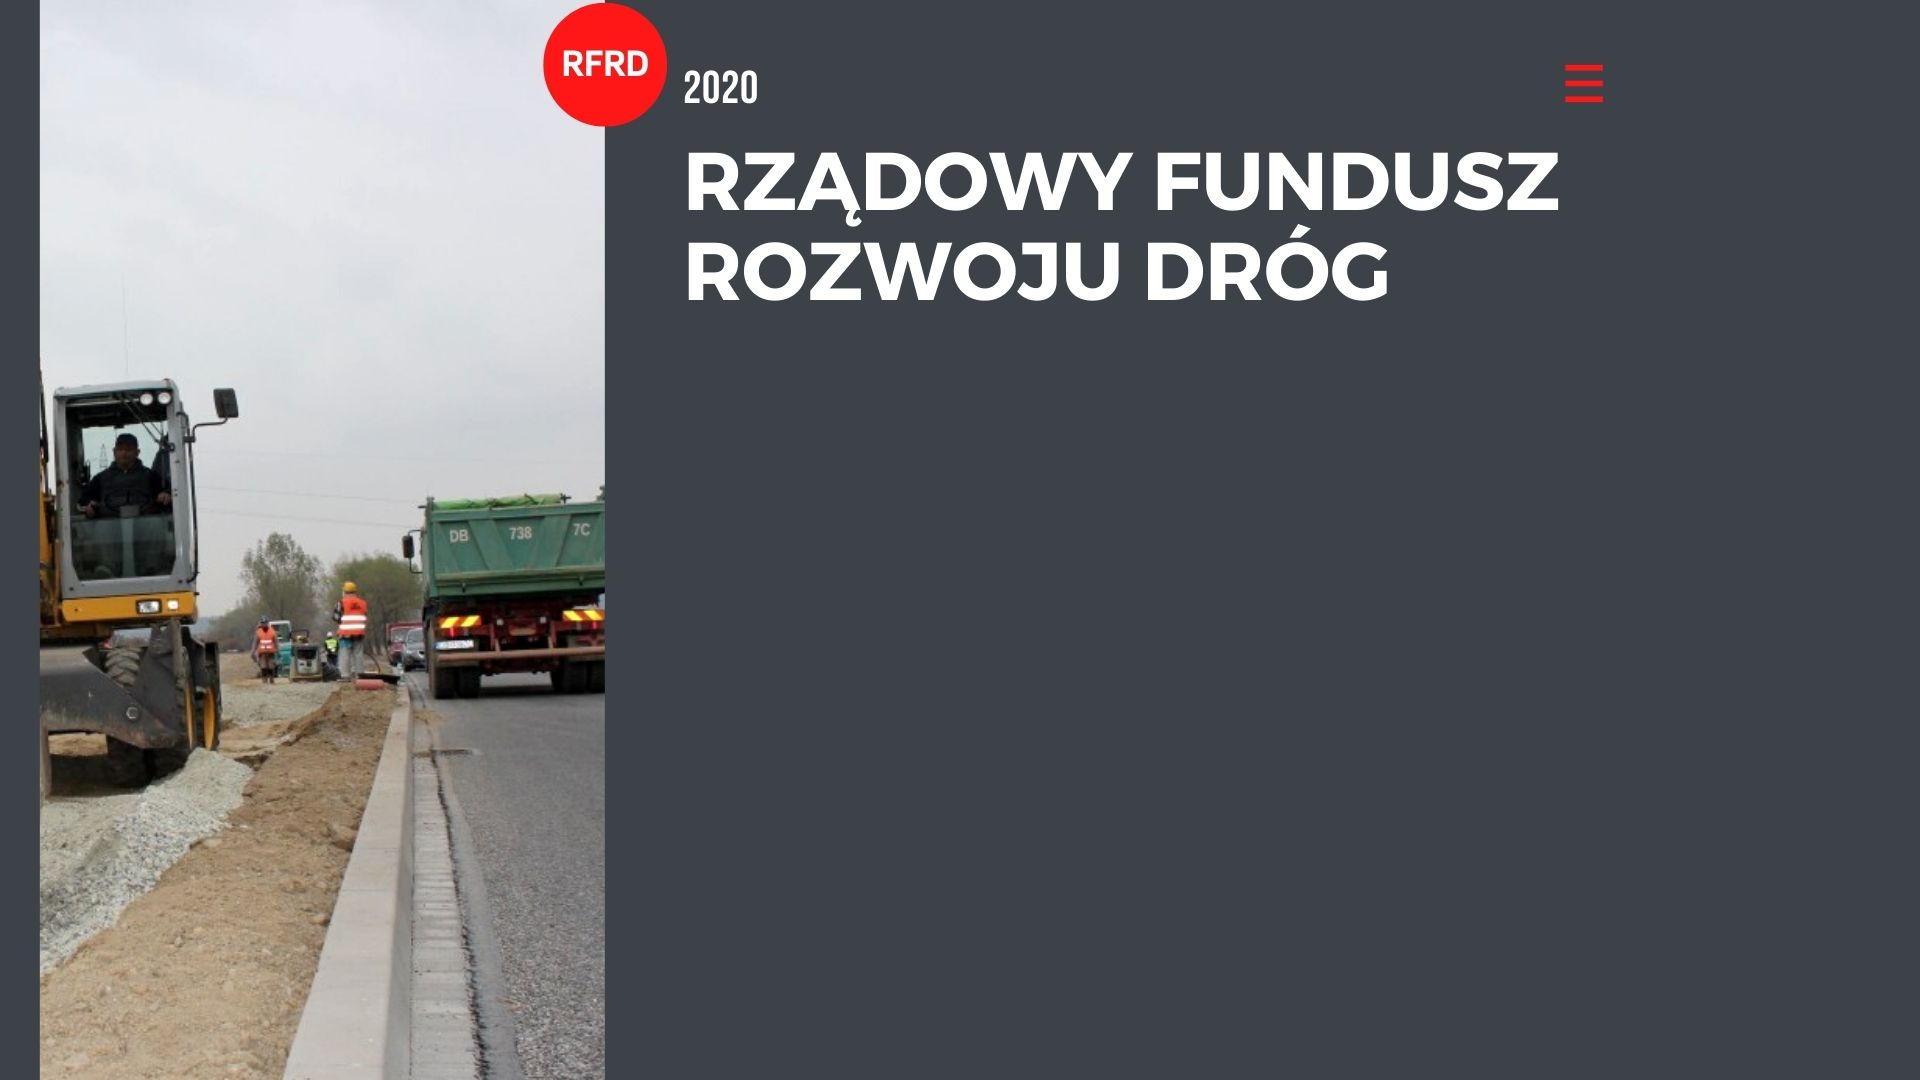 RFRD
2020
RZĄDOWY FUNDUSZ
ROZWOJU DRÓG
DB 738 7C